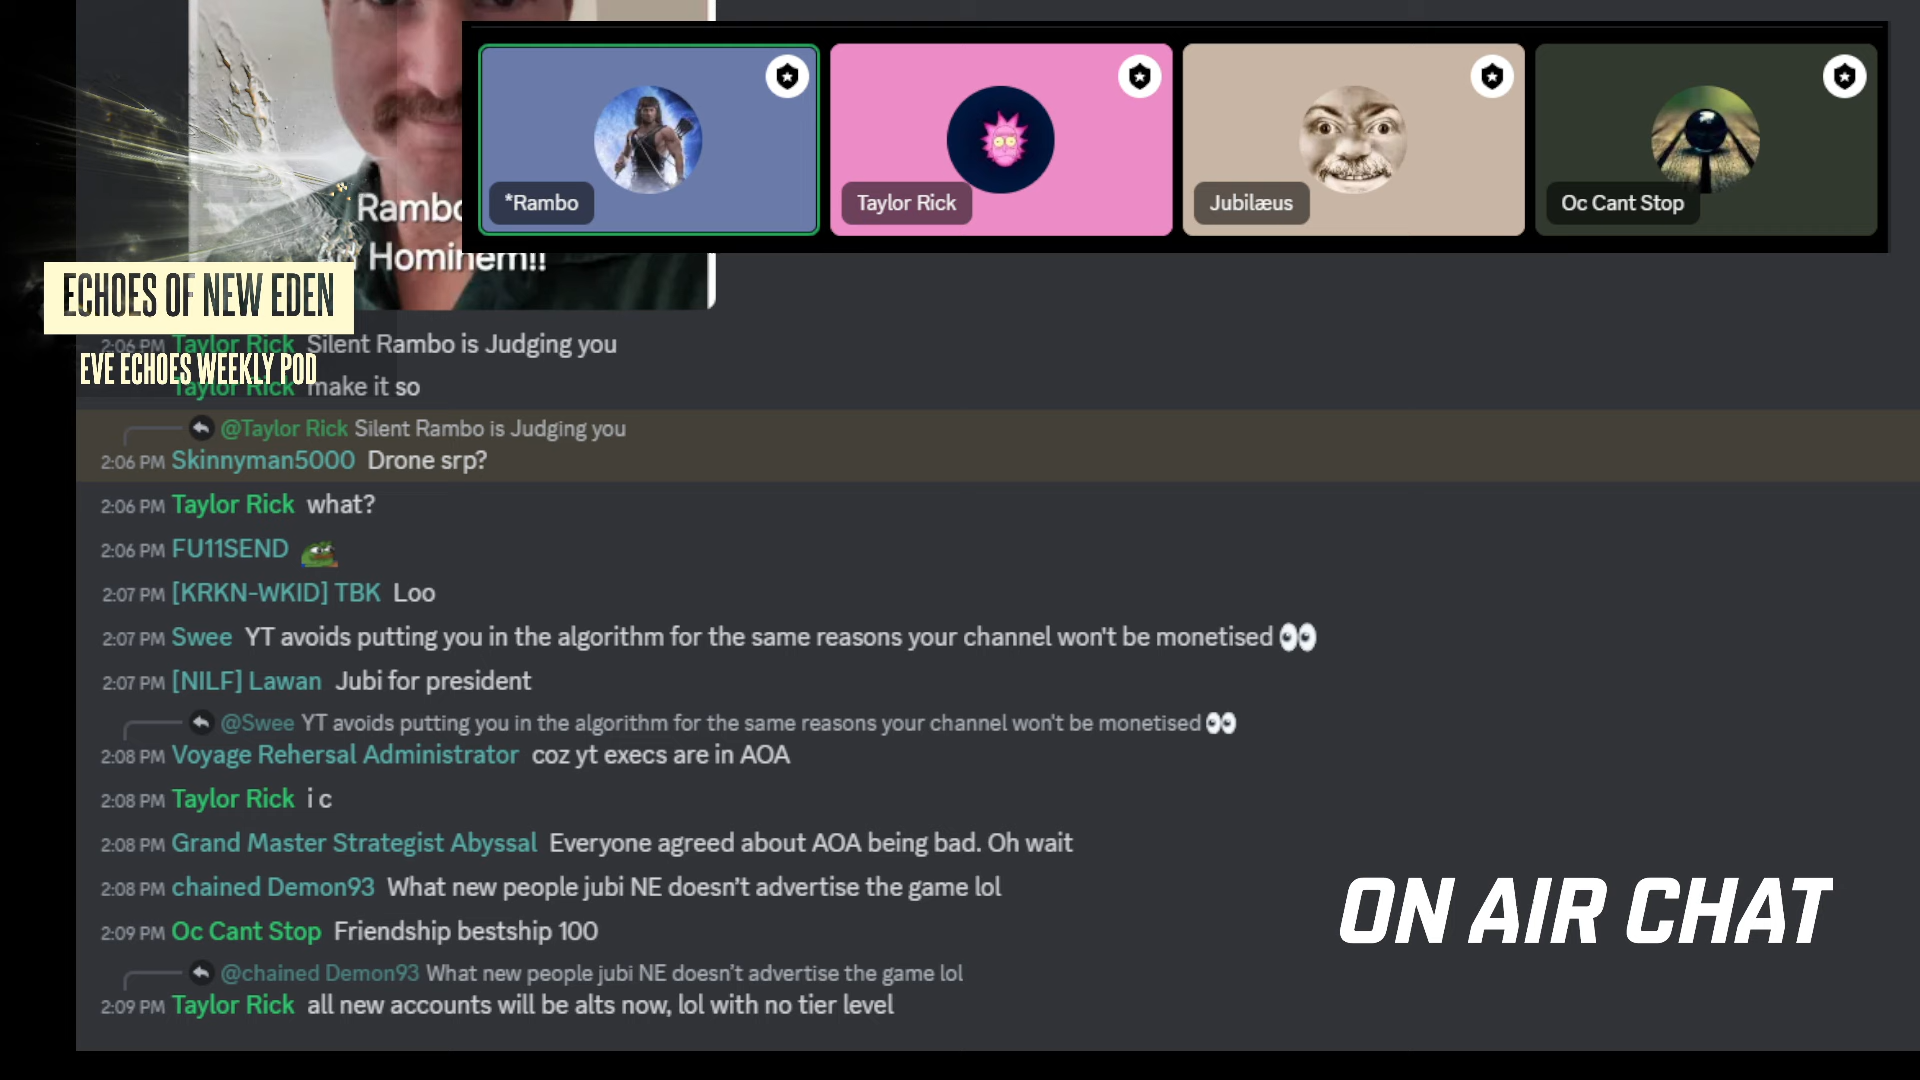 *Rambo
Taylor Rick
Jubilæus
Oc Cant Stop
Hominem!!
ECHOES OF NEW EDEN
EVE ECHOES WEEKLY POD
2:06 PM Taylor Rick Silent Rambo is Judging you
Taylor Rick make it so
@Taylor Rick Silent Rambo is Judging you
2:06 PM Skinnyman5000 Drone srp?
2:06 PM Taylor Rick what?
2:06 PM FU11SEND
2:07 PM [KRKN-WKID] TBK Loo
2:07 PM Swee YT avoids putting you in the algorithm for the same reasons your channel won't be monetised 👀
2:07 PM [NILF] Lawan Jubi for president
@Swee YT avoids putting you in the algorithm for the same reasons your channel won't be monetised 👀
2:08 PM Voyage Rehersal Administrator coz yt execs are in AOA
2:08 PM Taylor Rick i c
2:08 PM Grand Master Strategist Abyssal Everyone agreed about AOA being bad. Oh wait
2:08 PM chained Demon93 What new people jubi NE doesn't advertise the game lol
2:09 PM Oc Cant Stop Friendship bestship 100
@chained Demon93 What new people jubi NE doesn't advertise the game lol
2:09 PM Taylor Rick all new accounts will be alts now, lol with no tier level
ON AIR CHAT